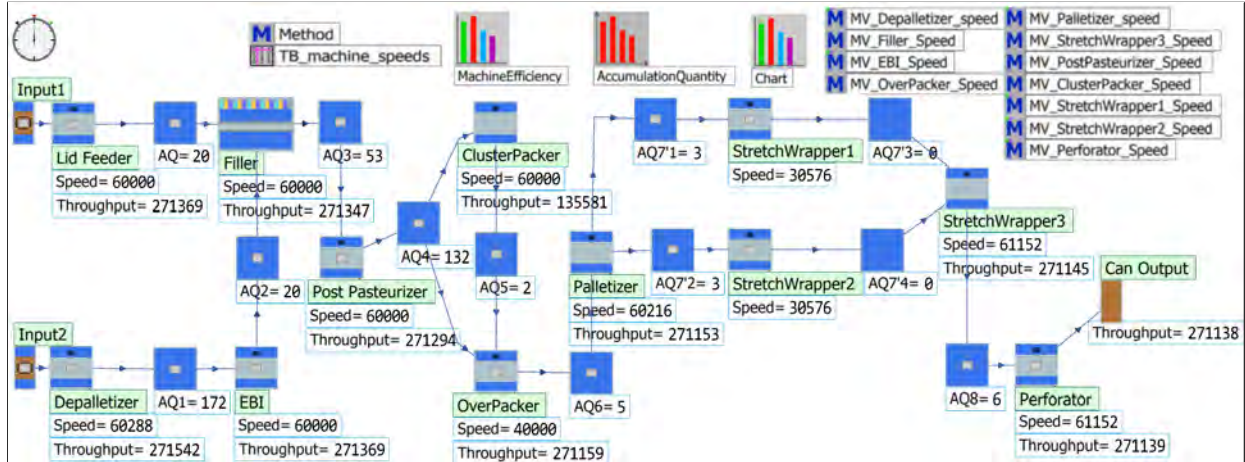 Method
TB_machine_speeds
MachineEfficiency
AccumulationQuantity
Chart
M MV_Depalletizer_speed
M MV_Filler_Speed
M MV_EBI_Speed
M MV_OverPacker_Speed
M MV_Palletizer_speed
M MV_StretchWrapper3_Speed
M MV_PostPasteurizer_Speed
M MV_ClusterPacker_Speed
M MV_StretchWrapper1_Speed
M MV_StretchWrapper2_Speed
M MV_Perforator_Speed
Input1
Lid Feeder
Speed= 60000
Throughput= 271369
AQ= 20
Filler
Speed= 60000
Throughput= 271347
AQ3= 53
ClusterPacker
Speed= 60000
Throughput= 135581
AQ7'1= 3
StretchWrapper1
Speed= 30576
AQ7'3= 0
StretchWrapper3
Speed= 61152
Throughput= 271145
AQ2= 20
Post Pasteurizer
Speed= 60000
Throughput= 271294
AQ4= 132
AQ5= 2
Palletizer
Speed= 60216
Throughput= 271153
AQ7'2= 3
StretchWrapper2
Speed= 30576
AQ7'4= 0
Can Output
Throughput= 271138
Input2
Depalletizer
Speed= 60288
Throughput= 271542
AQ1= 172
EBI
Speed= 60000
Throughput= 271369
OverPacker
Speed= 40000
Throughput= 271159
AQ6= 5
AQ8= 6
Perforator
Speed= 61152
Throughput= 271139